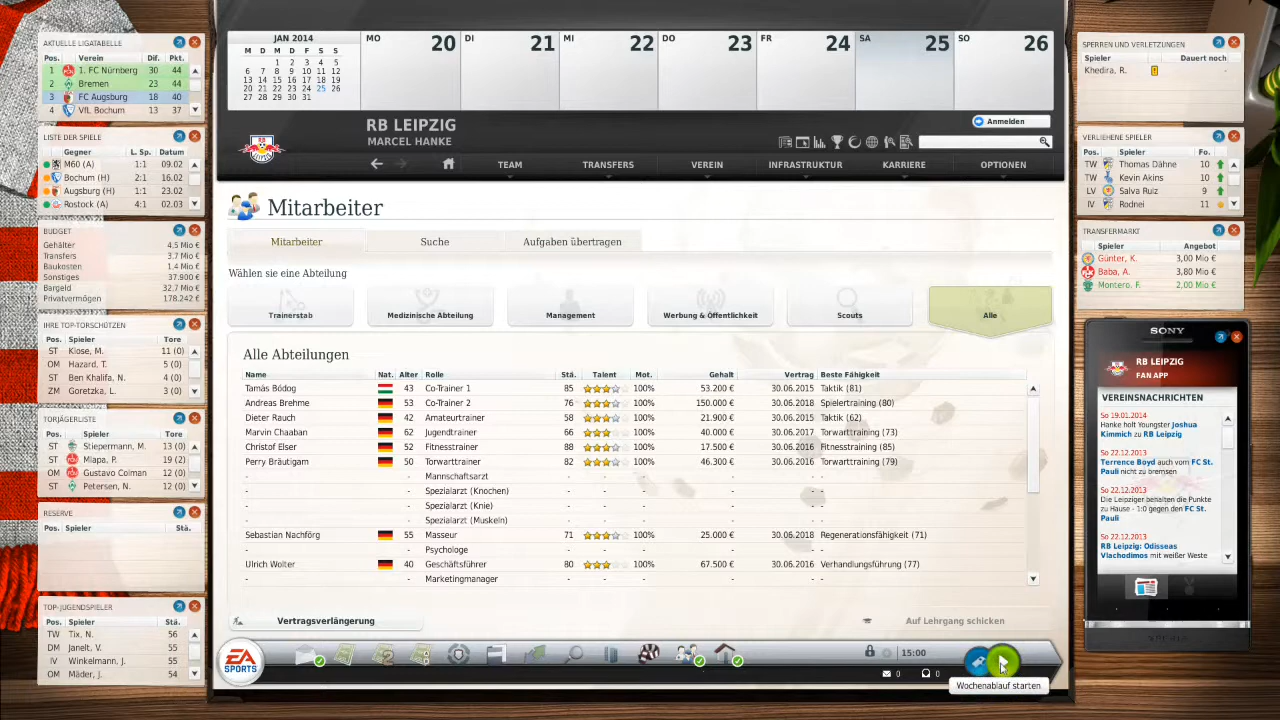 AKTUELLE LIGATABELLE
Pos. Verein Dif. Pkt.
1 1. FC Nürnberg 30 44
2 Bremen 23 44
3 FC Augsburg 18 40
4 VfL Bochum 13 37
LISTE DER SPIELE
Gegner L. Sp. Datum
M60 (A) 1:1 09.02
Bochum (H) 2:1 16.02
Augsburg (H) 1:1 23.02
Rostock (A) 4:1 02.03
BUDGET
Gehälter 4.5 Mio €
Transfers 3.7 Mio €
Baukosten 1.4 Mio €
Sonstiges 37.900 €
Bargeld 32,7 Mio €
Privatvermögen 178.242 €
IHRE TOP-TORSCHÜTZEN
Pos. Spieler Tore
ST Klose, M. 11 (0)
OM Hazard, T. 5 (0)
ST Ben Khalifa, N. 4 (0)
ZM Goretzka, L. 3 (0)
TORJÄGERLISTE
Pos. Spieler Tore
ST Stiepermann, M. 13 (0)
ST Mlapa, P. 19 (2)
OM Gustavo Colman 12 (0)
ST Petersen, N. 12 (0)
RESERVE
Pos. Spieler Stä.
TOP-JUGENDSPIELER
Pos. Spieler Stä.
TW Tix, N. 56
DM Janelt, V. 55
IV Winkelmann, J. 55
OM Mäder, J. 54
JAN 2014
M D M D F S S
1 2 3 4 5
6 7 8 9 10 11 12
13 14 15 16 17 18 19
20 21 22 23 24 25 26
27 28 29 30 31
MO 20 DI 21 MI 22 DO 23 FR 24 SA 25 SO 26
RB LEIPZIG
MARCEL HANKE
Anmelden
TEAM TRANSFERS VEREIN INFRASTRUKTUR KARRIERE OPTIONEN
Mitarbeiter
Mitarbeiter Suche Aufgaben übertragen
Wählen sie eine Abteilung
Trainerstab Medizinische Abteilung Management Werbung & Öffentlichkeit Scouts Alle
Alle Abteilungen
Name Nat. Alter Rolle Stä. Talent Mot. Gehalt Vertrag Beste Fähigkeit
Tamás Bódog 43 Co-Trainer 1 85 100% 53.200 € 30.06.2015 Taktik (81)
Andreas Brehme 53 Co-Trainer 2 76 100% 150.000 € 30.06.2018 Spielertraining (80)
Dieter Rauch 42 Amateurtrainer 58 100% 21.900 € 30.06.2015 Taktik (62)
Marvin Chaaban 62 Jugendtrainer 66 100% 40.000 € 30.06.2017 Torwarttraining (73)
Christof Elser 52 Fitnesstrainer 88 100% 17.500 € 30.06.2016 Fitnesstraining (85)
Perry Bräutigam 50 Torwarttrainer 82 100% 46.300 € 30.06.2016 Torwarttraining (79)
- - - Mannschaftsarzt - - - - - - -
- - - Spezialarzt (Knochen) - - - - - - -
- - - Spezialarzt (Knie) - - - - - - -
- - - Spezialarzt (Muskeln) - - - - - - -
Sebastian Nachförg 55 Masseur 71 100% 25.000 € 30.06.2018 Regenerationsfähigkeit (71)
- - - Psychologe - - - - - - -
Ulrich Wolter 40 Geschäftsführer 80 100% 67.500 € 30.06.2016 Verhandlungsführung (77)
- - - Marketingmanager - - - - - - -
Vertragsverlängerung
Auf Lehrgang schicken
EA SPORTS
15:00
0 0
Wochenablauf starten
SPERREN UND VERLETZUNGEN
Spieler Dauert noch
Khedira, R. -
VERLIEHENE SPIELER
Pos. Spieler Fo.
TW Thomas Dähne 10
TW Kevin Akins 10
LV Salva Ruiz 9
IV Rodnei 11
TRANSFERMARKT
Spieler Angebot
Günter, K. 3,00 Mio €
Baba, A. 3,80 Mio €
Montero, F. 2,00 Mio €
SONY
RB LEIPZIG
FAN APP
VEREINSNACHRICHTEN
So 19.01.2014
Hanke holt Youngster Joshua
Kimmich zu RB Leipzig
So 22.12.2013
Terrence Boyd auch vom FC St.
Pauli nicht zu bremsen
So 22.12.2013
Die Leipziger behalten die Punkte
zu Hause - 1:0 gegen den FC St.
Pauli
So 22.12.2013
RB Leipzig: Odisseas
Vlachodimos mit weißer Weste